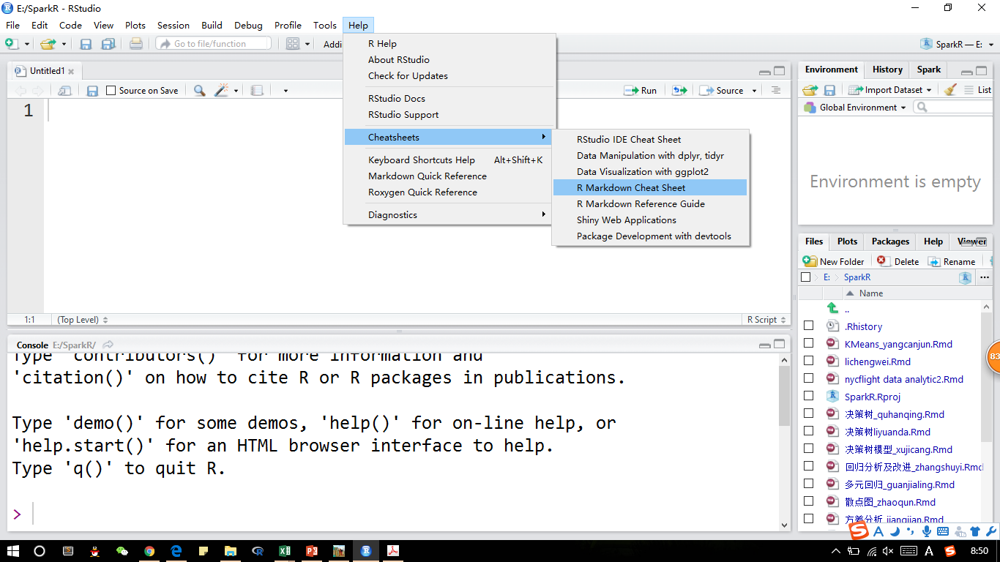 E:/SparkR - RStudio
File Edit Code View Plots Session Build Debug Profile Tools Help
Go to file/function
Addi
SparkR — E:
R Help
About RStudio
Check for Updates
RStudio Docs
RStudio Support
Cheatsheets
Keyboard Shortcuts Help Alt+Shift+K
Markdown Quick Reference
Roxygen Quick Reference
Diagnostics
RStudio IDE Cheat Sheet
Data Manipulation with dplyr, tidyr
Data Visualization with ggplot2
R Markdown Cheat Sheet
R Markdown Reference Guide
Shiny Web Applications
Package Development with devtools
Untitled1
Source on Save
Run
Source
1
1:1
(Top Level)
R Script
Console E:/SparkR/
Type 'contributors()' for more information and
'citation()' on how to cite R or R packages in publications.
Type 'demo()' for some demos, 'help()' for on-line help, or
'help.start()' for an HTML browser interface to help.
Type 'q()' to quit R.
>
Environment History Spark
Import Dataset
List
Global Environment
Environment is empty
Files Plots Packages Help Viewer
New Folder Delete Rename
E: SparkR
...
Name
..
.Rhistory
KMeans_yangcanjun.Rmd
lichengwei.Rmd
nycflight data analytic2.Rmd
SparkR.Rproj
决策树_quhanqing.Rmd
决策树liyuanda.Rmd
决策树模型_xujicang.Rmd
回归分析及改进_zhangshuyi.Rmd
多元回归_guanjialing.Rmd
散点图_zhaoqun.Rmd
方差分析_jiangjian.Rmd
83
A
8:50